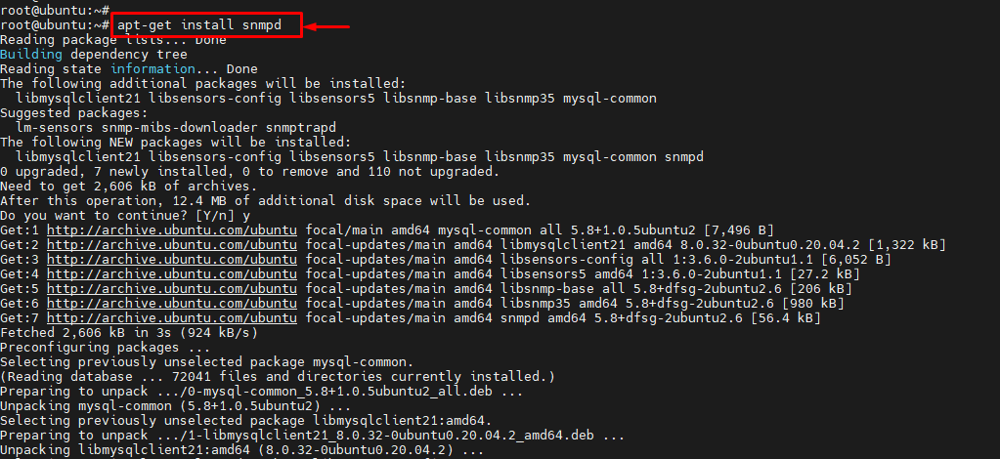 root@ubuntu:~#
root@ubuntu:~# apt-get install snmpd
Reading package lists... Done
Building dependency tree
Reading state information... Done
The following additional packages will be installed:
  libmysqlclient21 libsensors-config libsensors5 libsnmp-base libsnmp35 mysql-common
Suggested packages:
  lm-sensors snmp-mibs-downloader snmptrapd
The following NEW packages will be installed:
  libmysqlclient21 libsensors-config libsensors5 libsnmp-base libsnmp35 mysql-common snmpd
0 upgraded, 7 newly installed, 0 to remove and 110 not upgraded.
Need to get 2,606 kB of archives.
After this operation, 12.4 MB of additional disk space will be used.
Do you want to continue? [Y/n] y
Get:1 http://archive.ubuntu.com/ubuntu focal/main amd64 mysql-common all 5.8+1.0.5ubuntu2 [7,496 B]
Get:2 http://archive.ubuntu.com/ubuntu focal-updates/main amd64 libmysqlclient21 amd64 8.0.32-0ubuntu0.20.04.2 [1,322 kB]
Get:3 http://archive.ubuntu.com/ubuntu focal-updates/main amd64 libsensors-config all 1:3.6.0-2ubuntu1.1 [6,052 B]
Get:4 http://archive.ubuntu.com/ubuntu focal-updates/main amd64 libsensors5 amd64 1:3.6.0-2ubuntu1.1 [27.2 kB]
Get:5 http://archive.ubuntu.com/ubuntu focal-updates/main amd64 libsnmp-base all 5.8+dfsg-2ubuntu2.6 [206 kB]
Get:6 http://archive.ubuntu.com/ubuntu focal-updates/main amd64 libsnmp35 amd64 5.8+dfsg-2ubuntu2.6 [980 kB]
Get:7 http://archive.ubuntu.com/ubuntu focal-updates/main amd64 snmpd amd64 5.8+dfsg-2ubuntu2.6 [56.4 kB]
Fetched 2,606 kB in 3s (924 kB/s)
Preconfiguring packages ...
Selecting previously unselected package mysql-common.
(Reading database ... 72041 files and directories currently installed.)
Preparing to unpack .../0-mysql-common_5.8+1.0.5ubuntu2_all.deb ...
Unpacking mysql-common (5.8+1.0.5ubuntu2) ...
Selecting previously unselected package libmysqlclient21:amd64.
Preparing to unpack .../1-libmysqlclient21_8.0.32-0ubuntu0.20.04.2_amd64.deb ...
Unpacking libmysqlclient21:amd64 (8.0.32-0ubuntu0.20.04.2) ...